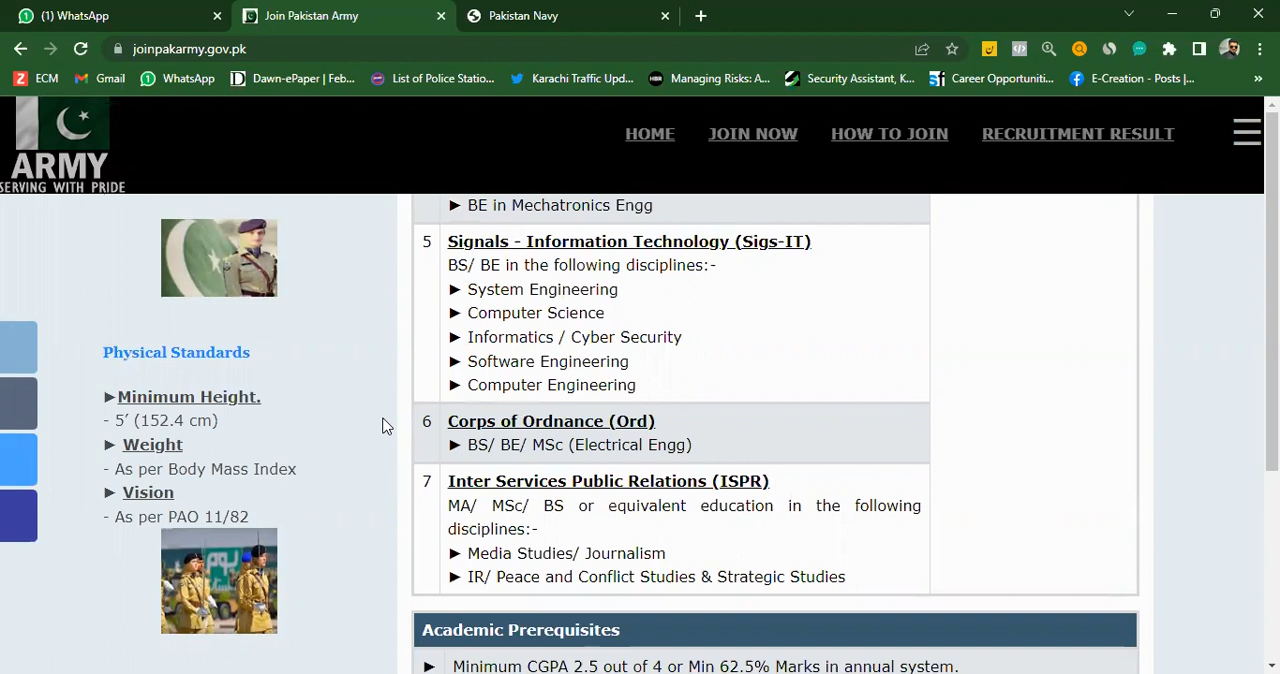 (1) WhatsApp
Join Pakistan Army
Pakistan Navy
joinpakarmy.gov.pk
ECM
Gmail
WhatsApp
Dawn-ePaper | Feb...
List of Police Statio...
Karachi Traffic Upd...
Managing Risks: A...
Security Assistant, K...
Career Opportuniti...
E-Creation - Posts |...
ARMY
SERVING WITH PRIDE
HOME
JOIN NOW
HOW TO JOIN
RECRUITMENT RESULT
Physical Standards
►Minimum Height.
- 5′ (152.4 cm)
► Weight
- As per Body Mass Index
► Vision
- As per PAO 11/82
► BE in Mechatronics Engg
5 Signals - Information Technology (Sigs-IT)
BS/ BE in the following disciplines:-
► System Engineering
► Computer Science
► Informatics / Cyber Security
► Software Engineering
► Computer Engineering
6 Corps of Ordnance (Ord)
► BS/ BE/ MSc (Electrical Engg)
7 Inter Services Public Relations (ISPR)
MA/ MSc/ BS or equivalent education in the following
disciplines:-
► Media Studies/ Journalism
► IR/ Peace and Conflict Studies & Strategic Studies
Academic Prerequisites
► Minimum CGPA 2.5 out of 4 or Min 62.5% Marks in annual system.